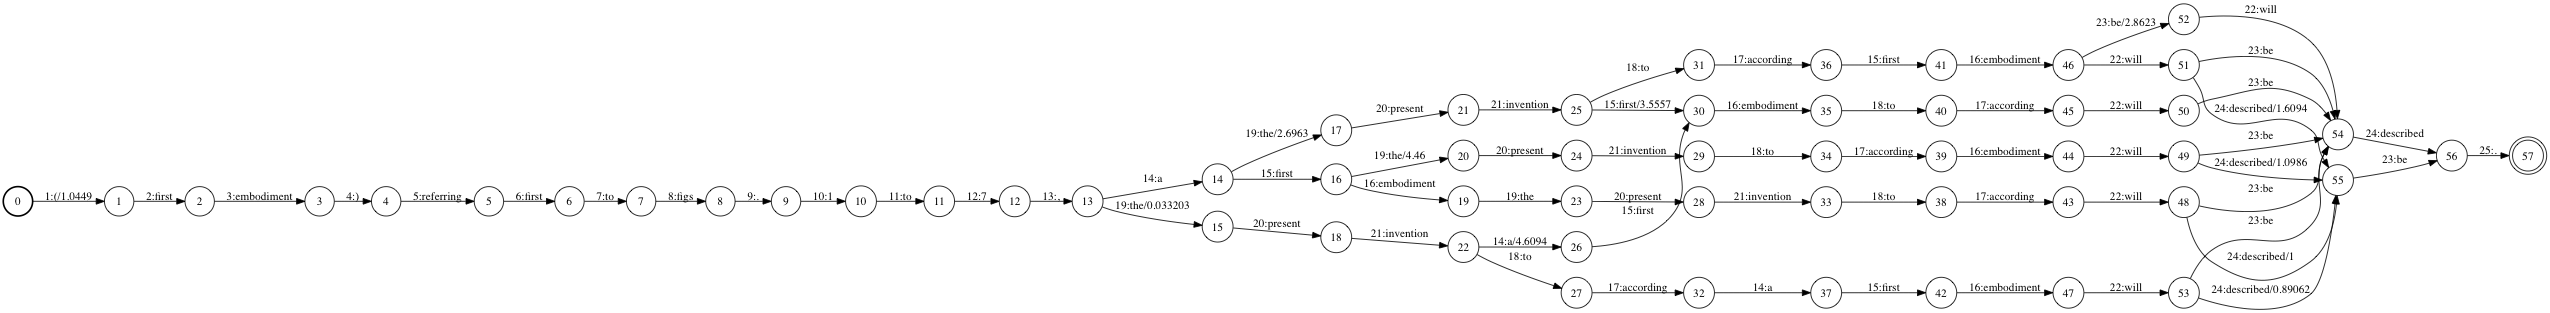 23:be/2.8623 52 22:will
18:to 31 17:according 36 15:first 41 16:embodiment 46 22:will 51 23:be
20:present 21 21:invention 25 15:first/3.5557 30 16:embodiment 35 18:to 40 17:according 45 22:will 50 23:be
24:described/1.6094
19:the/2.6963 17 54 24:described
19:the/4.46 20 20:present 24 21:invention 29 18:to 34 17:according 39 16:embodiment 44 22:will 49 23:be
24:described/1.0986 55 23:be 56 25:. 57
14:a 14 15:first 16 16:embodiment
0 1:(/1.0449 1 2:first 2 3:embodiment 3 4:) 4 5:referring 5 6:first 6 7:to 7 8:figs 8 9:. 9 10:1 10 11:to 11 12:7 12 13:, 13
19 19:the 23 20:present 28 21:invention 33 18:to 38 17:according 43 22:will 48 23:be
19:the/0.033203 15 20:present 18 21:invention 22 14:a/4.6094 26 15:first
23:be
24:described/1
18:to 27 17:according 32 14:a 37 15:first 42 16:embodiment 47 22:will 53 24:described/0.89062